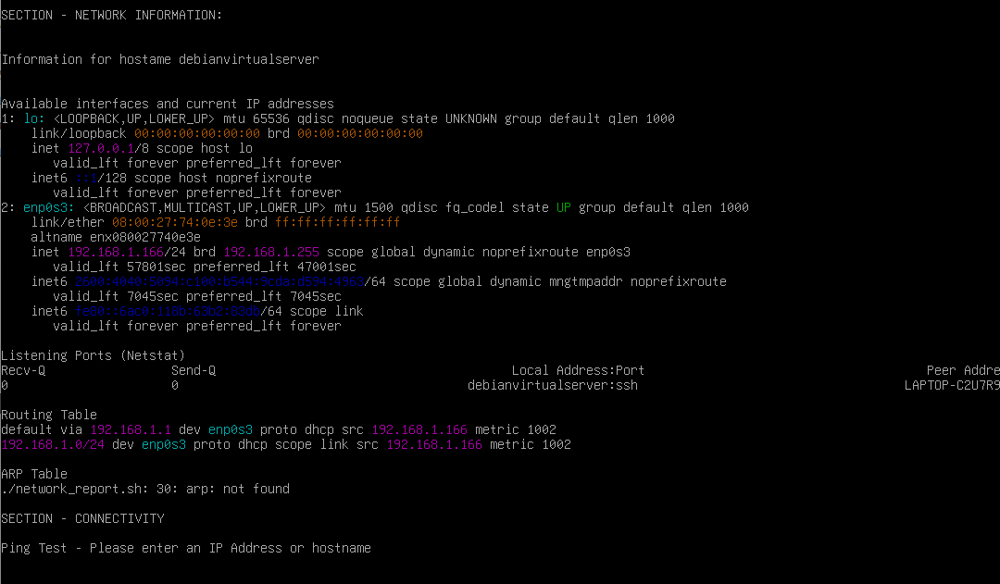 SECTION - NETWORK INFORMATION:
Information for hostame debianvirtualserver
Available interfaces and current IP addresses
1: lo: <LOOPBACK,UP,LOWER_UP> mtu 65536 qdisc noqueue state UNKNOWN group default qlen 1000
link/loopback 00:00:00:00:00:00 brd 00:00:00:00:00:00
inet 127.0.0.1/8 scope host lo
valid_lft forever preferred_lft forever
inet6 ::1/128 scope host noprefixroute
valid_lft forever preferred_lft forever
2: enp0s3: <BROADCAST,MULTICAST,UP,LOWER_UP> mtu 1500 qdisc fq_codel state UP group default qlen 1000
link/ether 08:00:27:74:0e:3e brd ff:ff:ff:ff:ff:ff
altname enx080027740e3e
inet 192.168.1.166/24 brd 192.168.1.255 scope global dynamic noprefixroute enp0s3
valid_lft 57801sec preferred_lft 47001sec
inet6 2600:4040:5094:c100:b544:9cda:d594:4963/64 scope global dynamic mngtmpaddr noprefixroute
valid_lft 7045sec preferred_lft 7045sec
inet6 /64 scope link
valid_lft forever preferred_lft forever
Listening Ports (Netstat)
Recv-Q Send-Q Local Address:Port Peer Addre
0 0 debianvirtualserver:ssh LAPTOP-C2U7R9
Routing Table
default via 192.168.1.1 dev enp0s3 proto dhcp src 192.168.1.166 metric 1002
192.168.1.0/24 dev enp0s3 proto dhcp scope link src 192.168.1.166 metric 1002
ARP Table
./network_report.sh: 30: arp: not found
SECTION - CONNECTIVITY
Ping Test - Please enter an IP Address or hostname